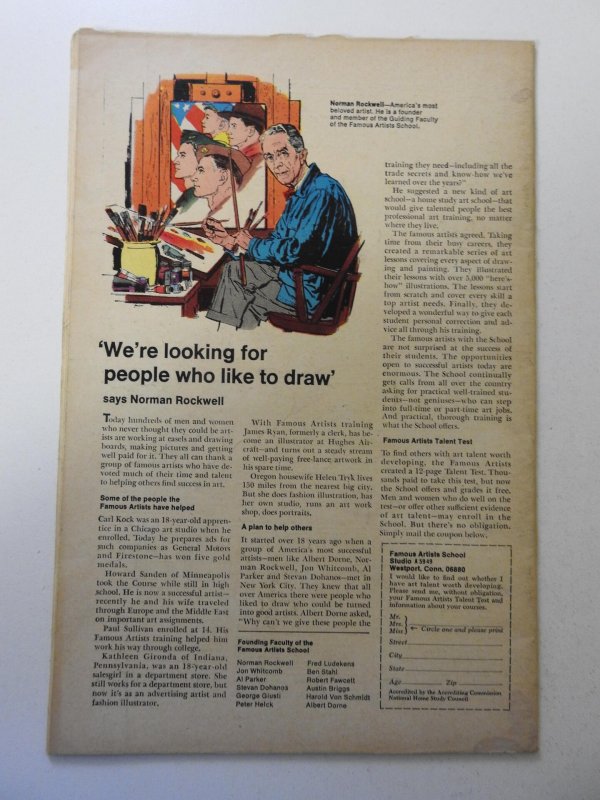 Norman Rockwell—America's most
beloved artist. He is a founder
and member of the Guiding Faculty
of the Famous Artists School.
'We're looking for
people who like to draw'
says Norman Rockwell
Today hundreds of men and women
who never thought they could be art-
ists are working at easels and drawing
boards, making pictures and getting
well paid for it. They all can thank a
group of famous artists who have de-
voted much of their time and talent
to helping others find success in art.
Some of the people the
Famous Artists have helped
Carl Kock was an 18-year-old appren-
tice in a Chicago art studio when he
enrolled. Today he prepares ads for
such companies as General Motors
and Firestone—has won five gold
medals.
Howard Sanden of Minneapolis
took the Course while still in high
school. He is now a successful artist—
recently he and his wife traveled
through Europe and the Middle East
on important art assignments.
Paul Sullivan enrolled at 14. His
Famous Artists training helped him
work his way through college.
Kathleen Gironda of Indiana,
Pennsylvania, was an 18-year-old
salesgirl in a department store. She
still works for a department store, but
now it's as an advertising artist and
fashion illustrator.
With Famous Artists training
James Ryan, formerly a clerk, has be-
come an illustrator at Hughes Air-
craft—and turns out a steady stream
of well-paying free-lance artwork in
his spare time.
Oregon housewife Helen Tryk lives
150 miles from the nearest big city.
But she does fashion illustration, has
her own studio, runs an art work
shop, does portraits.
A plan to help others
It started over 18 years ago when a
group of America's most successful
artists—men like Albert Dorne, Nor-
man Rockwell, Jon Whitcomb, Al
Parker and Stevan Dohanos—met in
New York City. They knew that all
over America there were people who
liked to draw who could be turned
into good artists. Albert Dorne asked,
"Why can't we give these people the
Founding Faculty of the
Famous Artists School
Norman Rockwell
Jon Whitcomb
Al Parker
Stevan Dohanos
George Giusti
Peter Helck
Fred Ludekens
Ben Stahl
Robert Fawcett
Austin Briggs
Harold Von Schmidt
Albert Dorne
training they need—including all the
trade secrets and know-how we've
learned over the years?"
He suggested a new kind of art
school—a home study art school—that
would give talented people the best
professional art training, no matter
where they live.
The famous artists agreed. Taking
time from their busy careers, they
created a remarkable series of art
lessons covering every aspect of draw-
ing and painting. They illustrated
their lessons with over 5,000 "here's-
how" illustrations. The lessons start
from scratch and cover every skill a
top artist needs. Finally, they de-
veloped a wonderful way to give each
student personal correction and ad-
vice all through his training.
The famous artists with the School
are not surprised at the success of
their students. The opportunities
open to successful artists today are
enormous. The School continually
gets calls from all over the country
asking for practical well-trained stu-
dents—not geniuses—who can step
into full-time or part-time art jobs.
And practical, thorough training is
what the School offers.
Famous Artists Talent Test
To find others with art talent worth
developing, the Famous Artists
created a 12-page Talent Test. Thou-
sands paid to take this test, but now
the School offers and grades it free.
Men and women who do well on the
test—or offer other sufficient evidence
of art talent—may enroll in the
School. But there's no obligation.
Simply mail the coupon below.
Famous Artists School
Studio A 5949
Westport, Conn. 06880
I would like to find out whether I
have art talent worth developing.
Please send me, without obligation,
your Famous Artists Talent Test and
information about your courses.
Mr.
Mrs.
Miss Circle one and please print
Street
City
State
Age Zip
Accredited by the Accrediting Commission
National Home Study Council